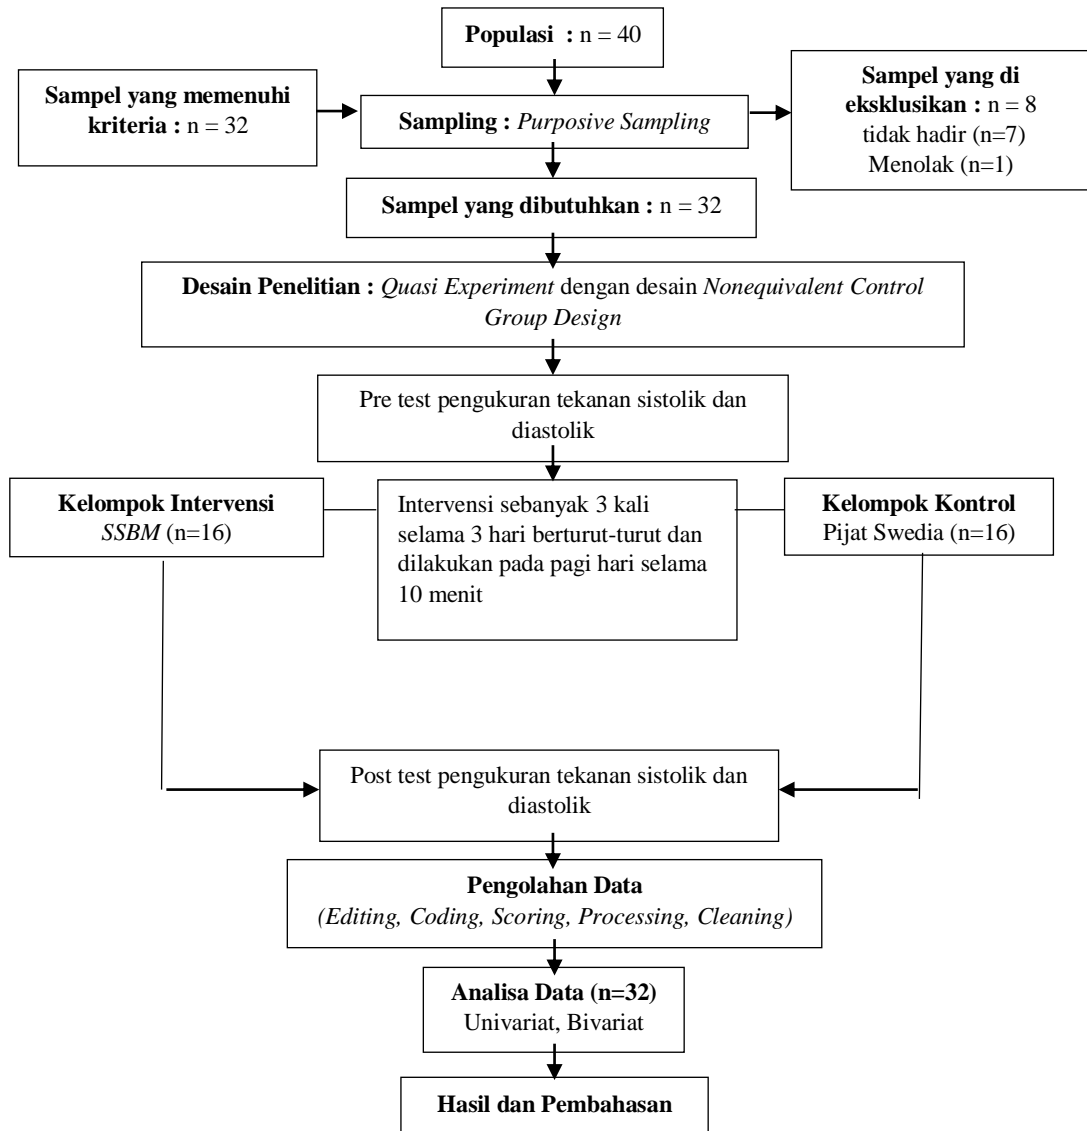 Populasi : n = 40
Sampel yang memenuhi
kriteria : n = 32
Sampling : Purposive Sampling
Sampel yang di
eksklusikan : n = 8
tidak hadir (n=7)
Menolak (n=1)
Sampel yang dibutuhkan : n = 32
Desain Penelitian : Quasi Experiment dengan desain Nonequivalent Control
Group Design
Pre test pengukuran tekanan sistolik dan
diastolik
Kelompok Intervensi
SSBM (n=16)
Intervensi sebanyak 3 kali
selama 3 hari berturut-turut dan
dilakukan pada pagi hari selama
10 menit
Kelompok Kontrol
Pijat Swedia (n=16)
Post test pengukuran tekanan sistolik dan
diastolik
Pengolahan Data
(Editing, Coding, Scoring, Processing, Cleaning)
Analisa Data (n=32)
Univariat, Bivariat
Hasil dan Pembahasan